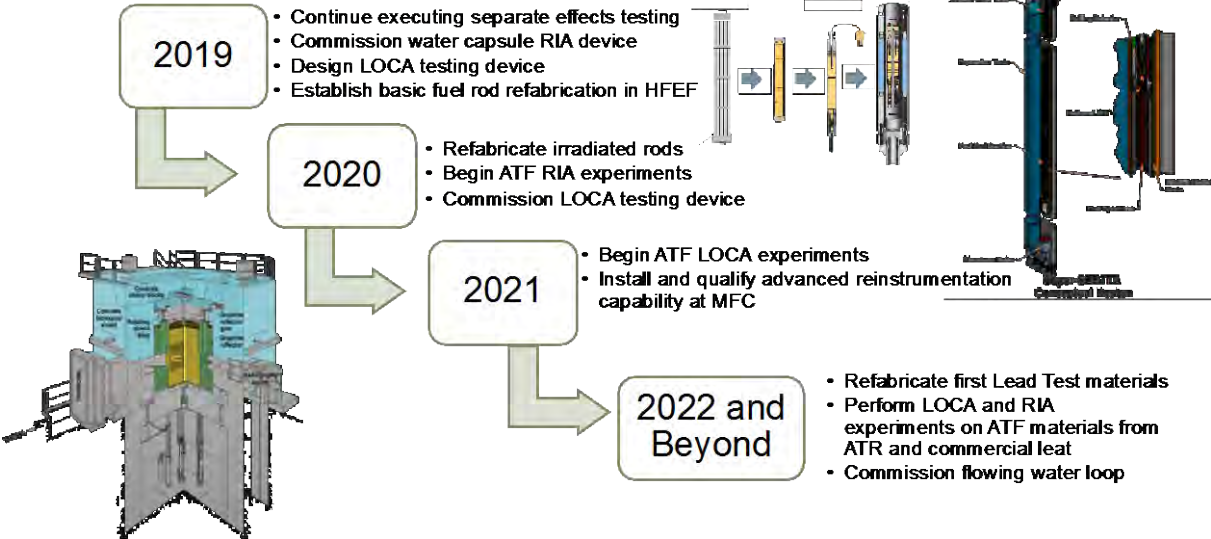 2019
• Continue executing separate effects testing
• Commission water capsule RIA device
• Design LOCA testing device
• Establish basic fuel rod refabrication in HFEF
2020
• Refabricate irradiated rods
• Begin ATF RIA experiments
• Commission LOCA testing device
2021
• Begin ATF LOCA experiments
• Install and qualify advanced reinstrumentation
capability at MFC
2022 and
Beyond
• Refabricate first Lead Test materials
• Perform LOCA and RIA
experiments on ATF materials from
ATR and commercial leat
• Commission flowing water loop